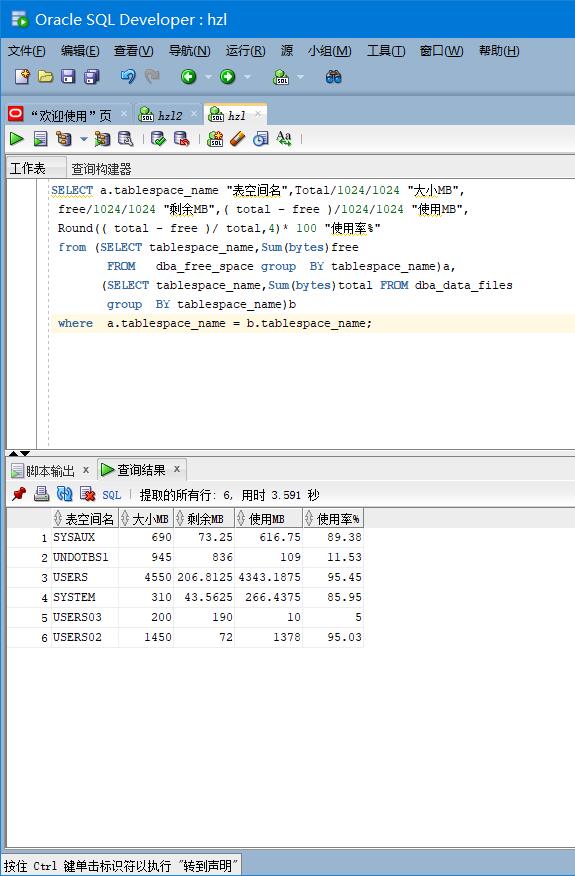 Oracle SQL Developer : hzl
文件(F) 编辑(E) 查看(V) 导航(N) 运行(R) 源 小组(M) 工具(T) 窗口(W) 帮助(H)
“欢迎使用”页 × hzl2 × hzl ×
工作表 查询构建器
SELECT a.tablespace_name "表空间名",Total/1024/1024 "大小MB",
free/1024/1024 "剩余MB",( total - free )/1024/1024 "使用MB",
Round(( total - free )/ total,4)* 100 "使用率%"
from (SELECT tablespace_name,Sum(bytes)free
FROM dba_free_space group BY tablespace_name)a,
(SELECT tablespace_name,Sum(bytes)total FROM dba_data_files
group BY tablespace_name)b
where a.tablespace_name = b.tablespace_name;
脚本输出 × 查询结果 ×
SQL | 提取的所有行: 6, 用时 3.591 秒
表空间名 大小MB 剩余MB 使用MB 使用率%
1 SYSAUX 690 73.25 616.75 89.38
2 UNDOTBS1 945 836 109 11.53
3 USERS 4550 206.8125 4343.1875 95.45
4 SYSTEM 310 43.5625 266.4375 85.95
5 USERS03 200 190 10 5
6 USERS02 1450 72 1378 95.03
按住 Ctrl 键单击标识符以执行 "转到声明"